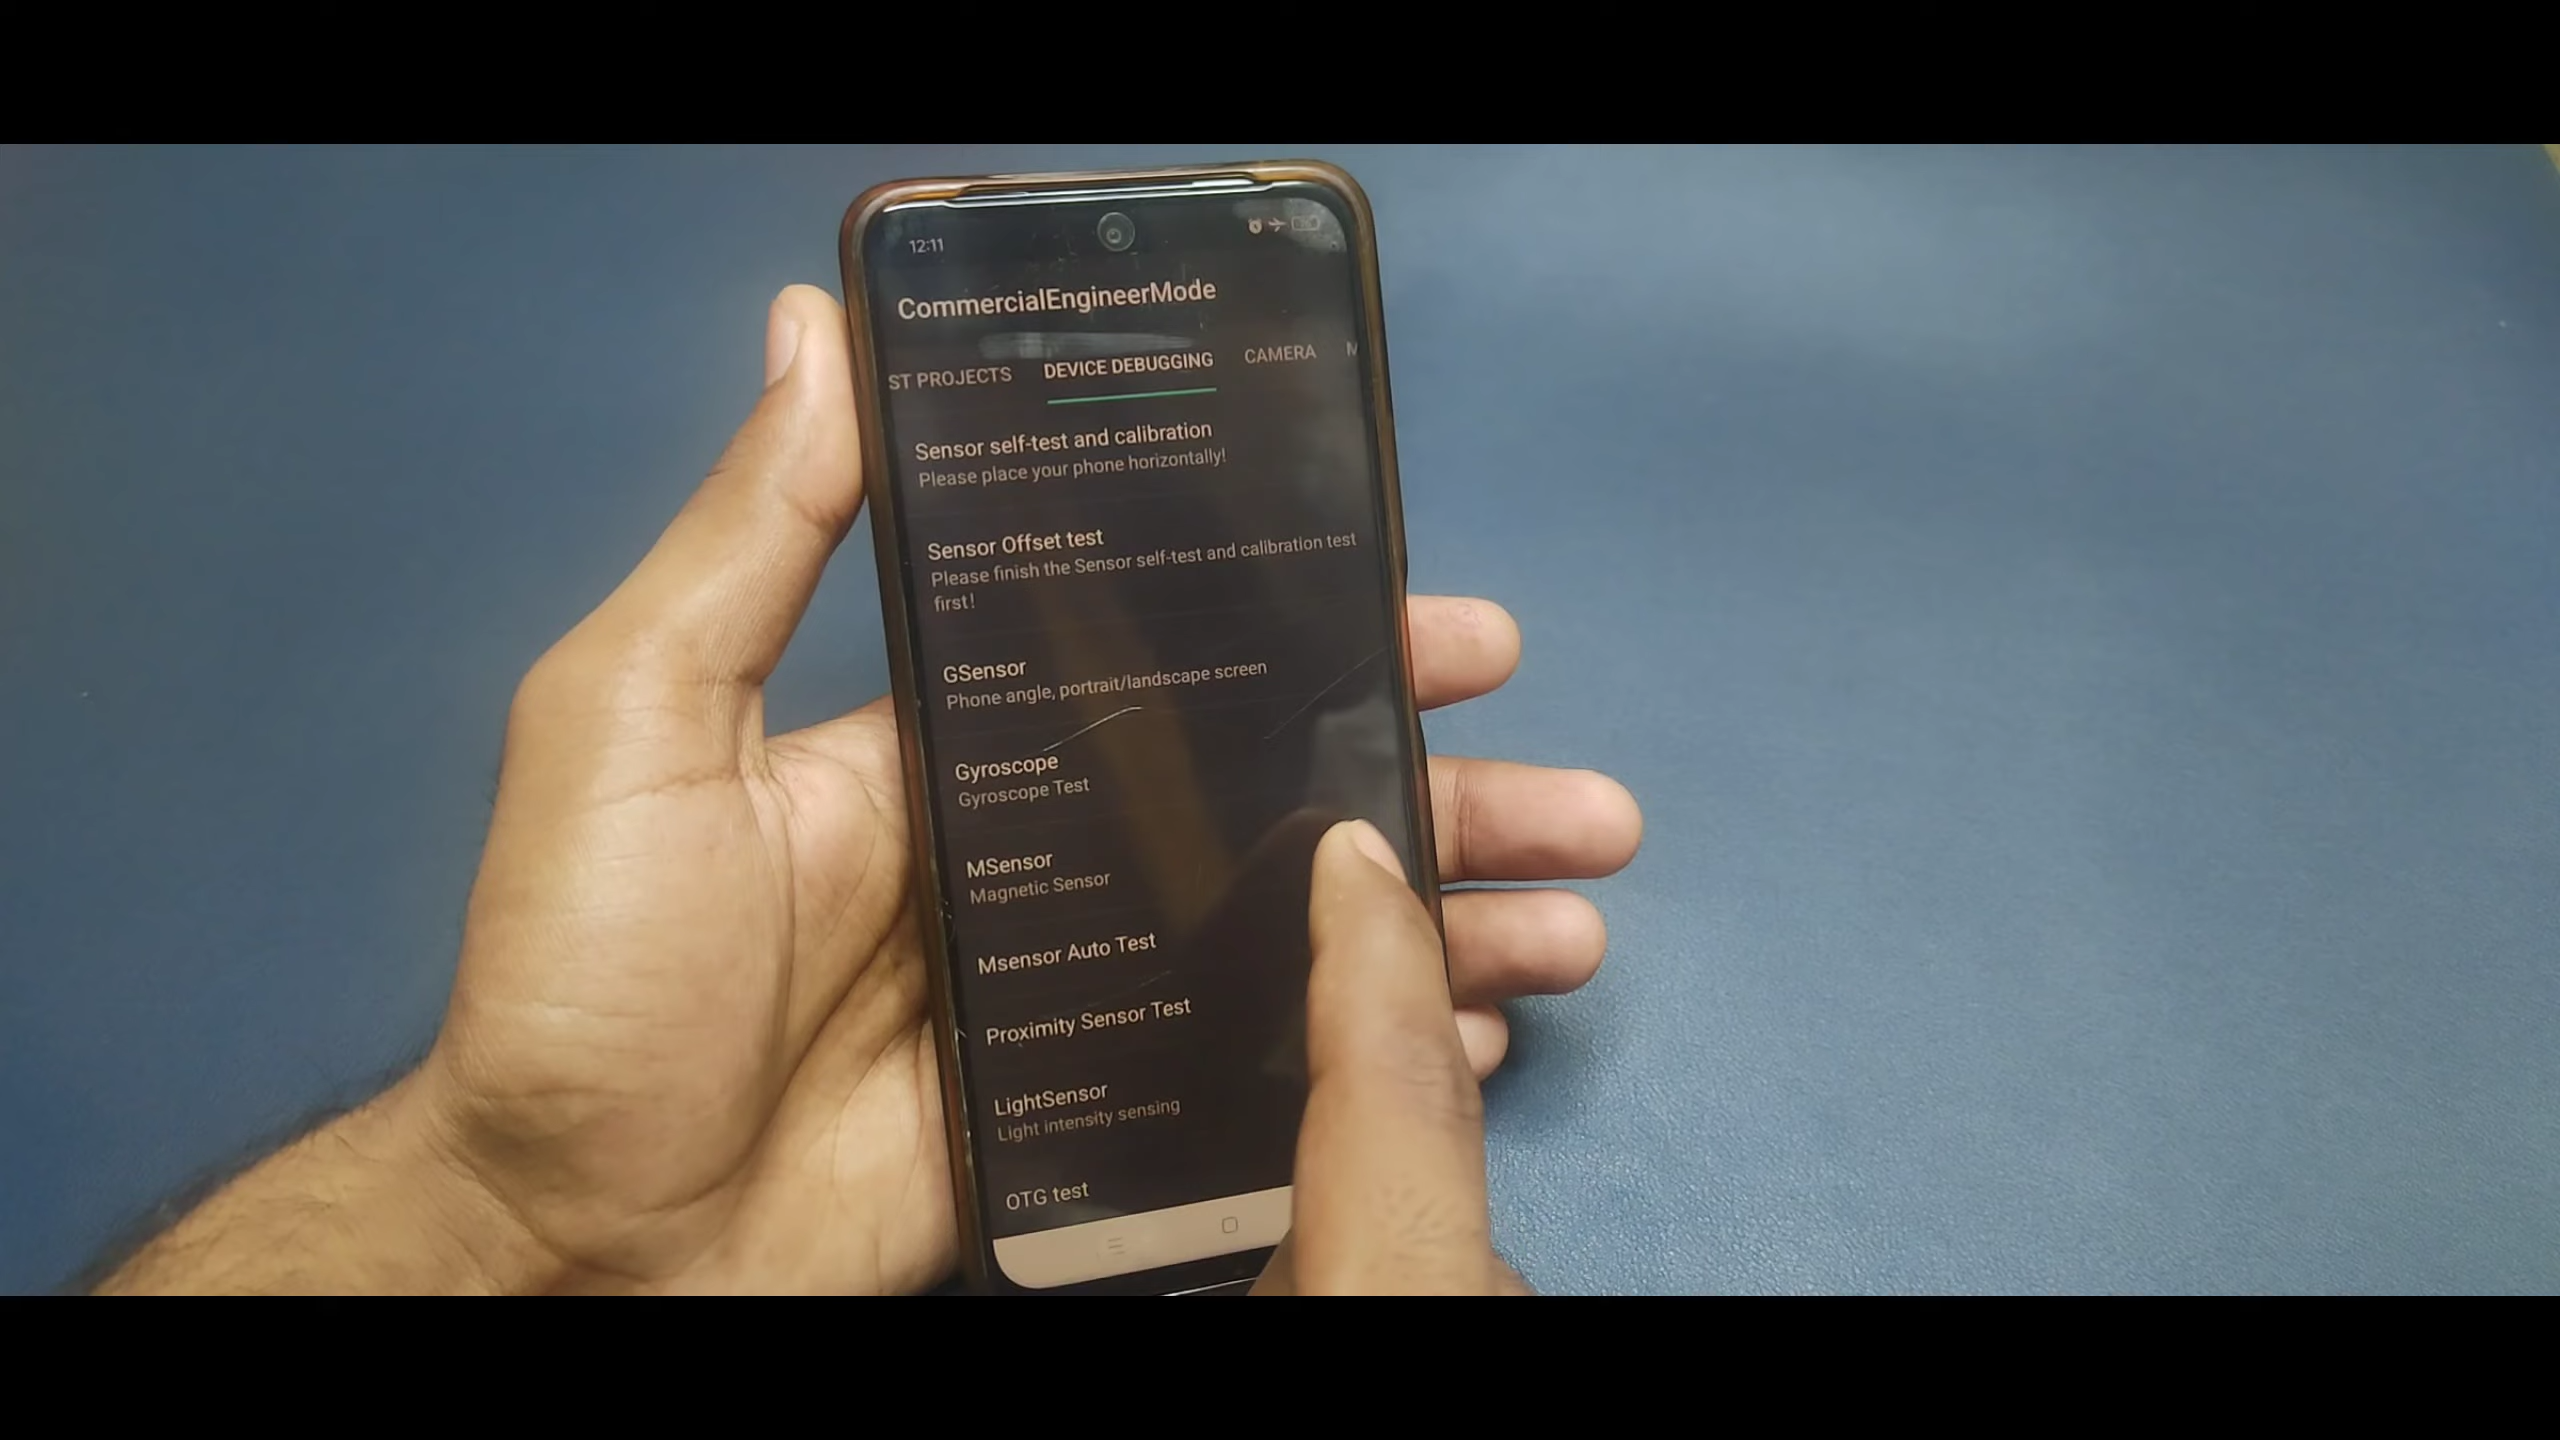 12:11
CommercialEngineerMode
ST PROJECTS DEVICE DEBUGGING CAMERA M
Sensor self-test and calibration
Please place your phone horizontally!
Sensor Offset test
Please finish the Sensor self-test and calibration test
first!
GSensor
Phone angle, portrait/landscape screen
Gyroscope
Gyroscope Test
MSensor
Magnetic Sensor
Msensor Auto Test
Proximity Sensor Test
LightSensor
Light intensity sensing
OTG test